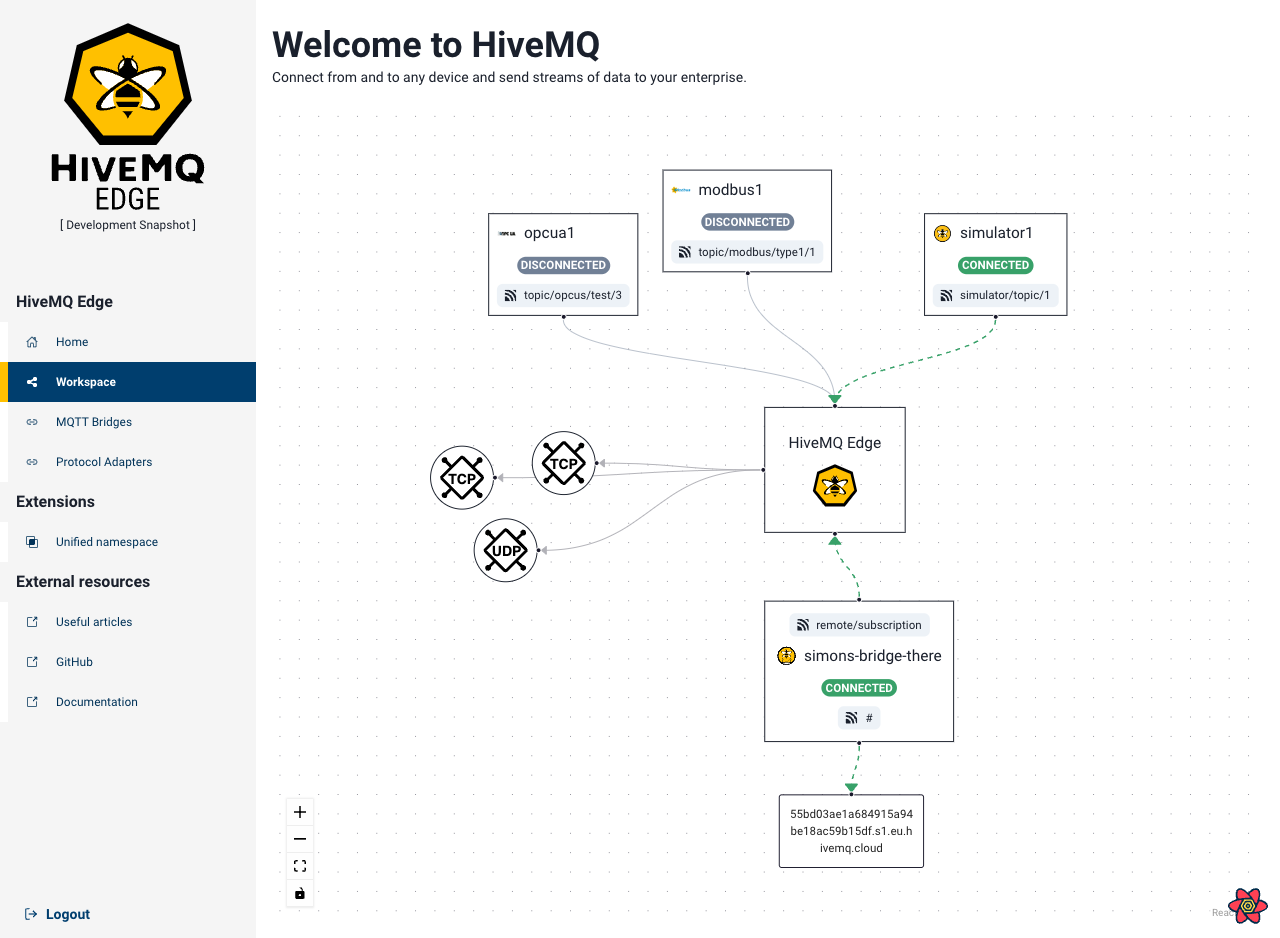 HIVEMQ
EDGE
[ Development Snapshot ]
HiveMQ Edge
Home
Workspace
MQTT Bridges
Protocol Adapters
Extensions
Unified namespace
External resources
Useful articles
GitHub
Documentation
Logout
Welcome to HiveMQ
Connect from and to any device and send streams of data to your enterprise.
modbus1
DISCONNECTED
topic/modbus/type1/1
opcua1
DISCONNECTED
topic/opcus/test/3
simulator1
CONNECTED
simulator/topic/1
HiveMQ Edge
TCP
TCP
UDP
remote/subscription
simons-bridge-there
CONNECTED
#
55bd03ae1a684915a94
be18ac59b15df.s1.eu.h
ivemq.cloud